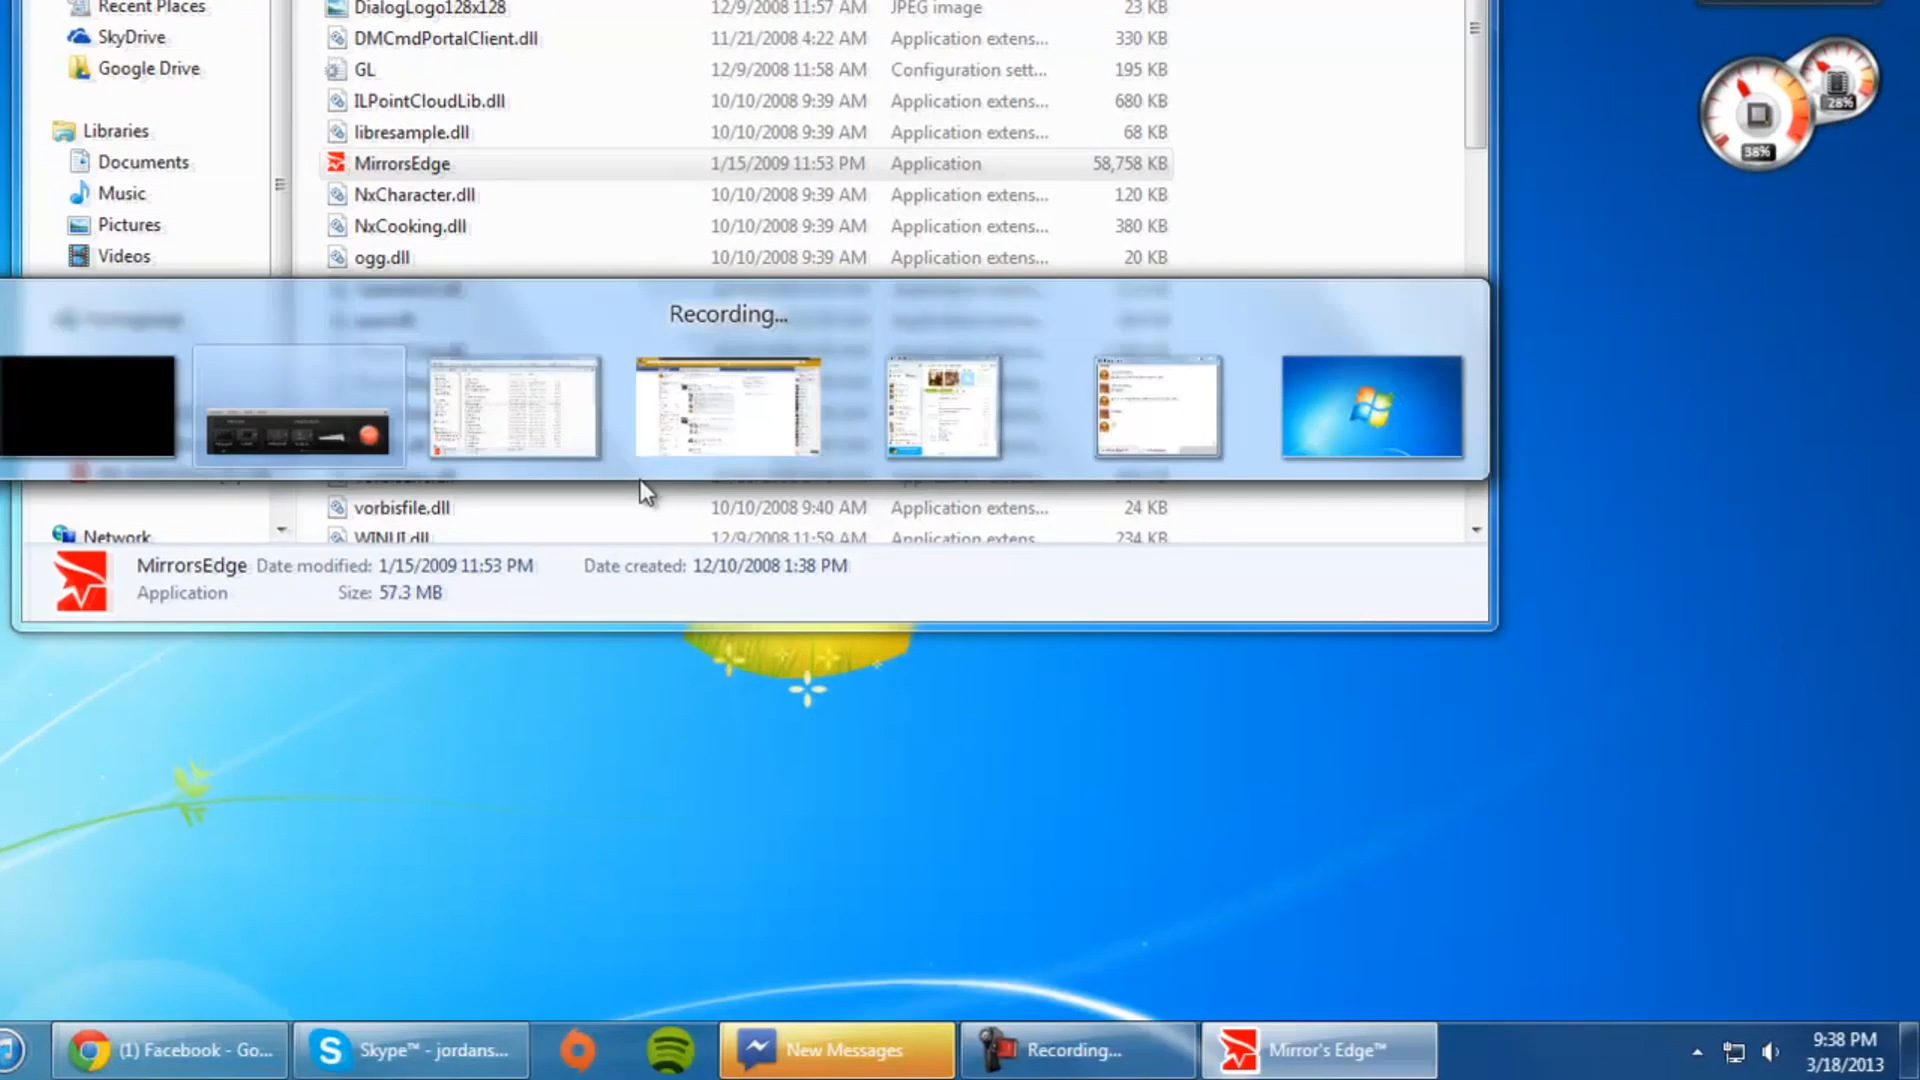 Recent Places
SkyDrive
Google Drive
Libraries
Documents
Music
Pictures
Videos
Network
DialogLogo128x128 12/9/2008 11:57 AM JPEG image 23 KB
DMCmdPortalClient.dll 11/21/2008 4:22 AM Application extens... 330 KB
GL 12/9/2008 11:58 AM Configuration sett... 195 KB
ILPointCloudLib.dll 10/10/2008 9:39 AM Application extens... 680 KB
libresample.dll 10/10/2008 9:39 AM Application extens... 68 KB
MirrorsEdge 1/15/2009 11:53 PM Application 58,758 KB
NxCharacter.dll 10/10/2008 9:39 AM Application extens... 120 KB
NxCooking.dll 10/10/2008 9:39 AM Application extens... 380 KB
ogg.dll 10/10/2008 9:39 AM Application extens... 20 KB
Recording...
vorbisfile.dll 10/10/2008 9:40 AM Application extens... 24 KB
WINUI.dll 12/9/2008 11:59 AM Application extens... 234 KB
MirrorsEdge Date modified: 1/15/2009 11:53 PM Date created: 12/10/2008 1:38 PM
Application Size: 57.3 MB
28%
38%
(1) Facebook - Go...
Skype™ - jordans...
New Messages
Recording...
Mirror's Edge™
9:38 PM
3/18/2013